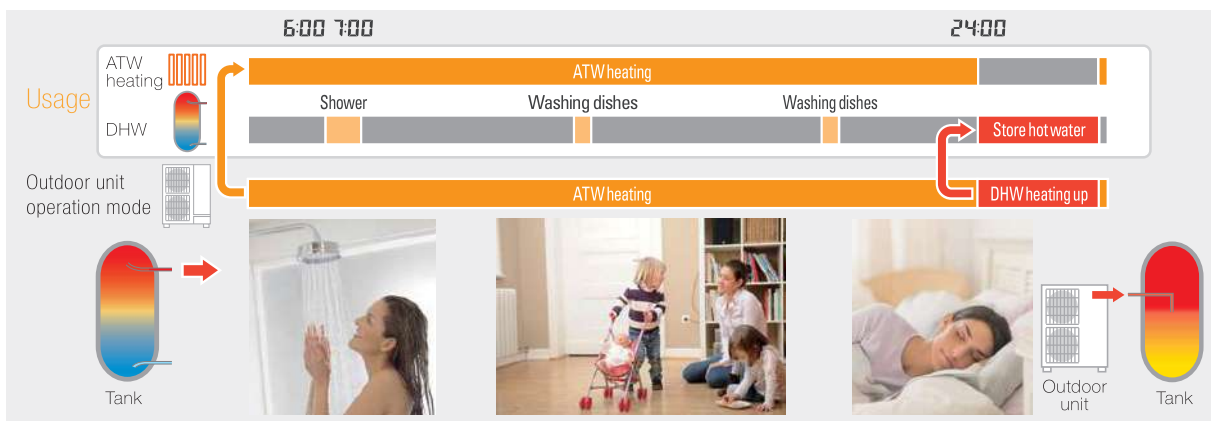 6:00 7:00
24:00
Usage
ATW
heating
ATW heating
Shower
Washing dishes
Washing dishes
DHW
Store hot water
Outdoor unit
operation mode
ATW heating
DHW heating up
Tank
Outdoor
unit
Tank